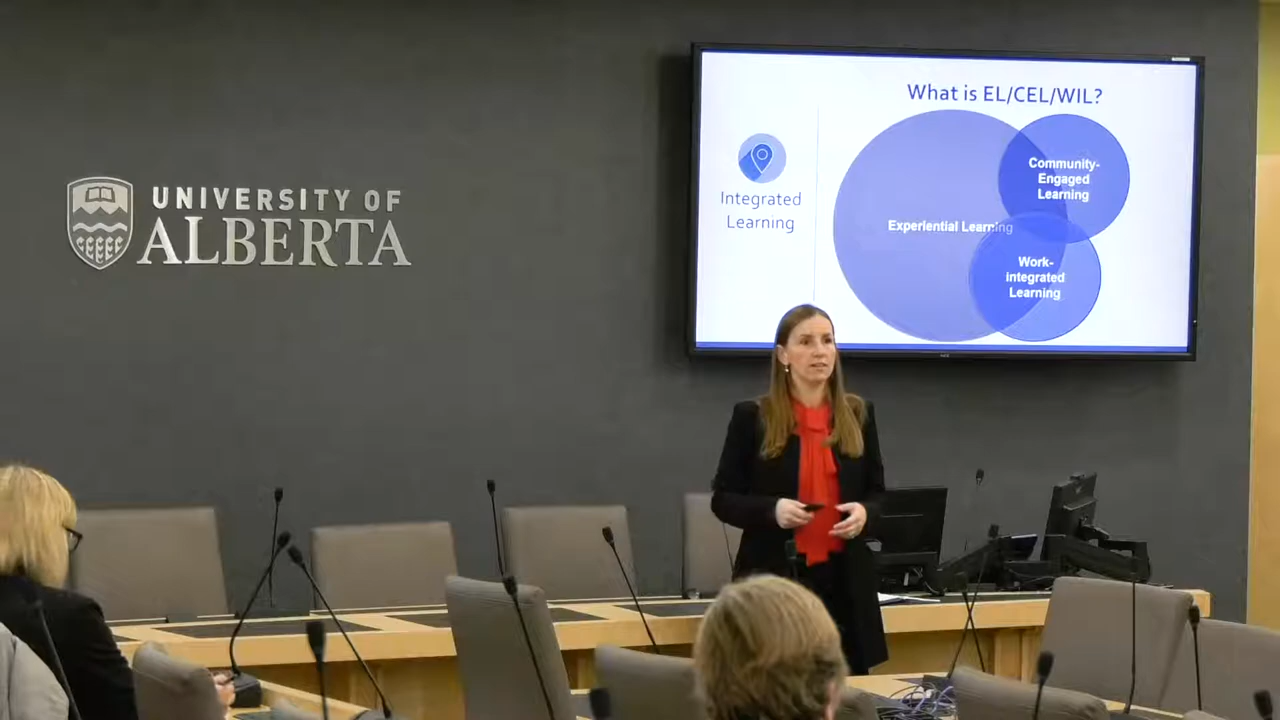 UNIVERSITY OF
ALBERTA
What is EL/CEL/WIL?
Integrated
Learning
Experiential Learning
Community-
Engaged
Learning
Work-
integrated
Learning